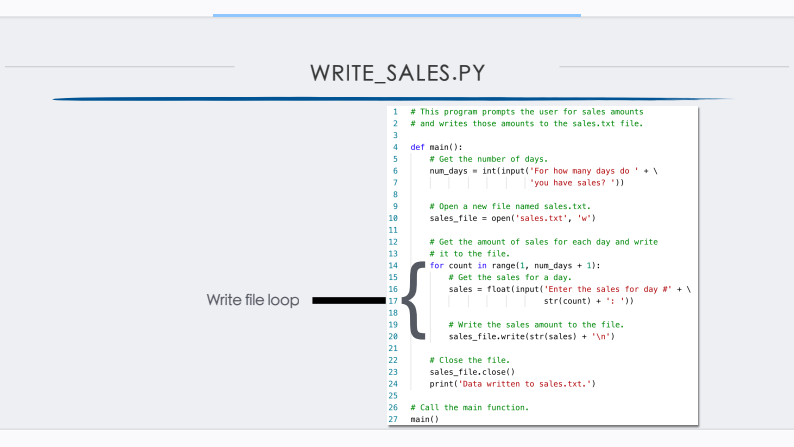 WRITE_SALES.PY
Write file loop
1 # This program prompts the user for sales amounts
2 # and writes those amounts to the sales.txt file.
3
4 def main():
5     # Get the number of days.
6     num_days = int(input('For how many days do ' + \
7                    'you have sales? '))
8
9     # Open a new file named sales.txt.
10     sales_file = open('sales.txt', 'w')
11
12     # Get the amount of sales for each day and write
13     # it to the file.
14     for count in range(1, num_days + 1):
15         # Get the sales for a day.
16         sales = float(input('Enter the sales for day #' + \
17                       str(count) + ': '))
18
19         # Write the sales amount to the file.
20         sales_file.write(str(sales) + '\n')
21
22     # Close the file.
23     sales_file.close()
24     print('Data written to sales.txt.')
25
26 # Call the main function.
27 main()